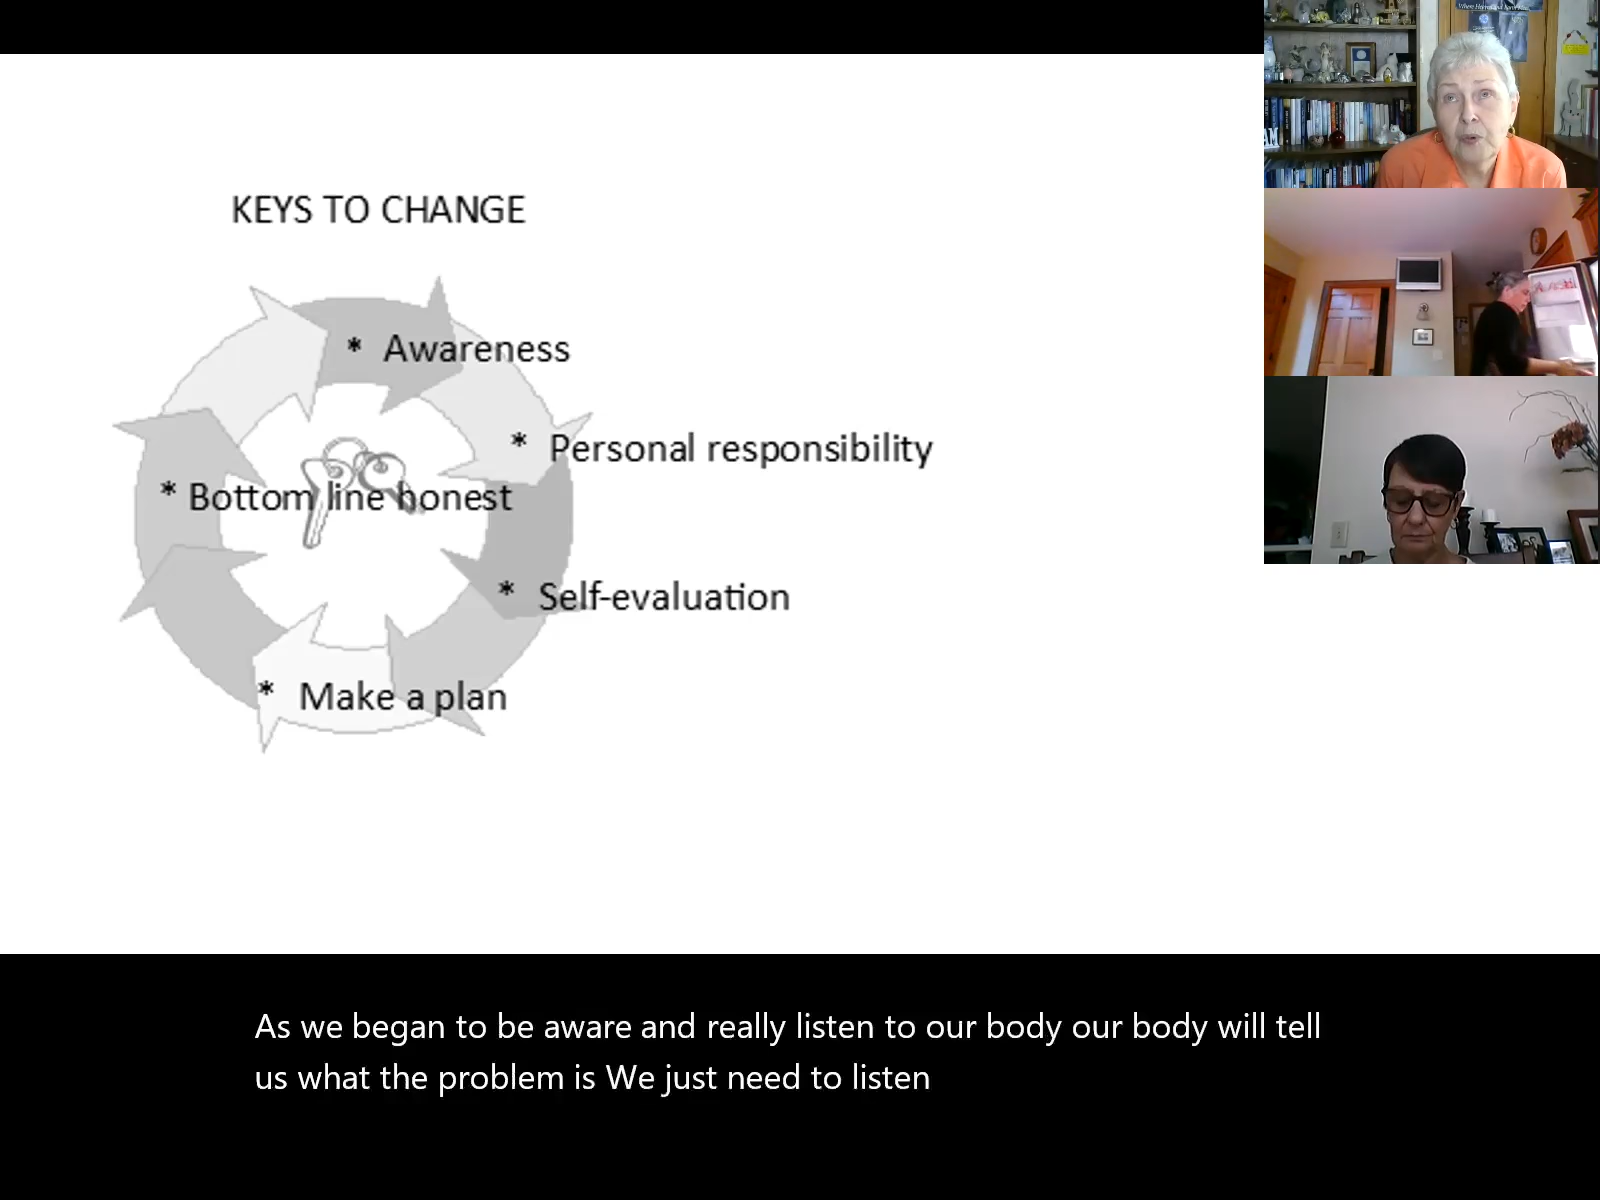 KEYS TO CHANGE
* Awareness
* Personal responsibility
* Bottom line honest
* Self-evaluation
* Make a plan
As we began to be aware and really listen to our body our body will tell
us what the problem is We just need to listen